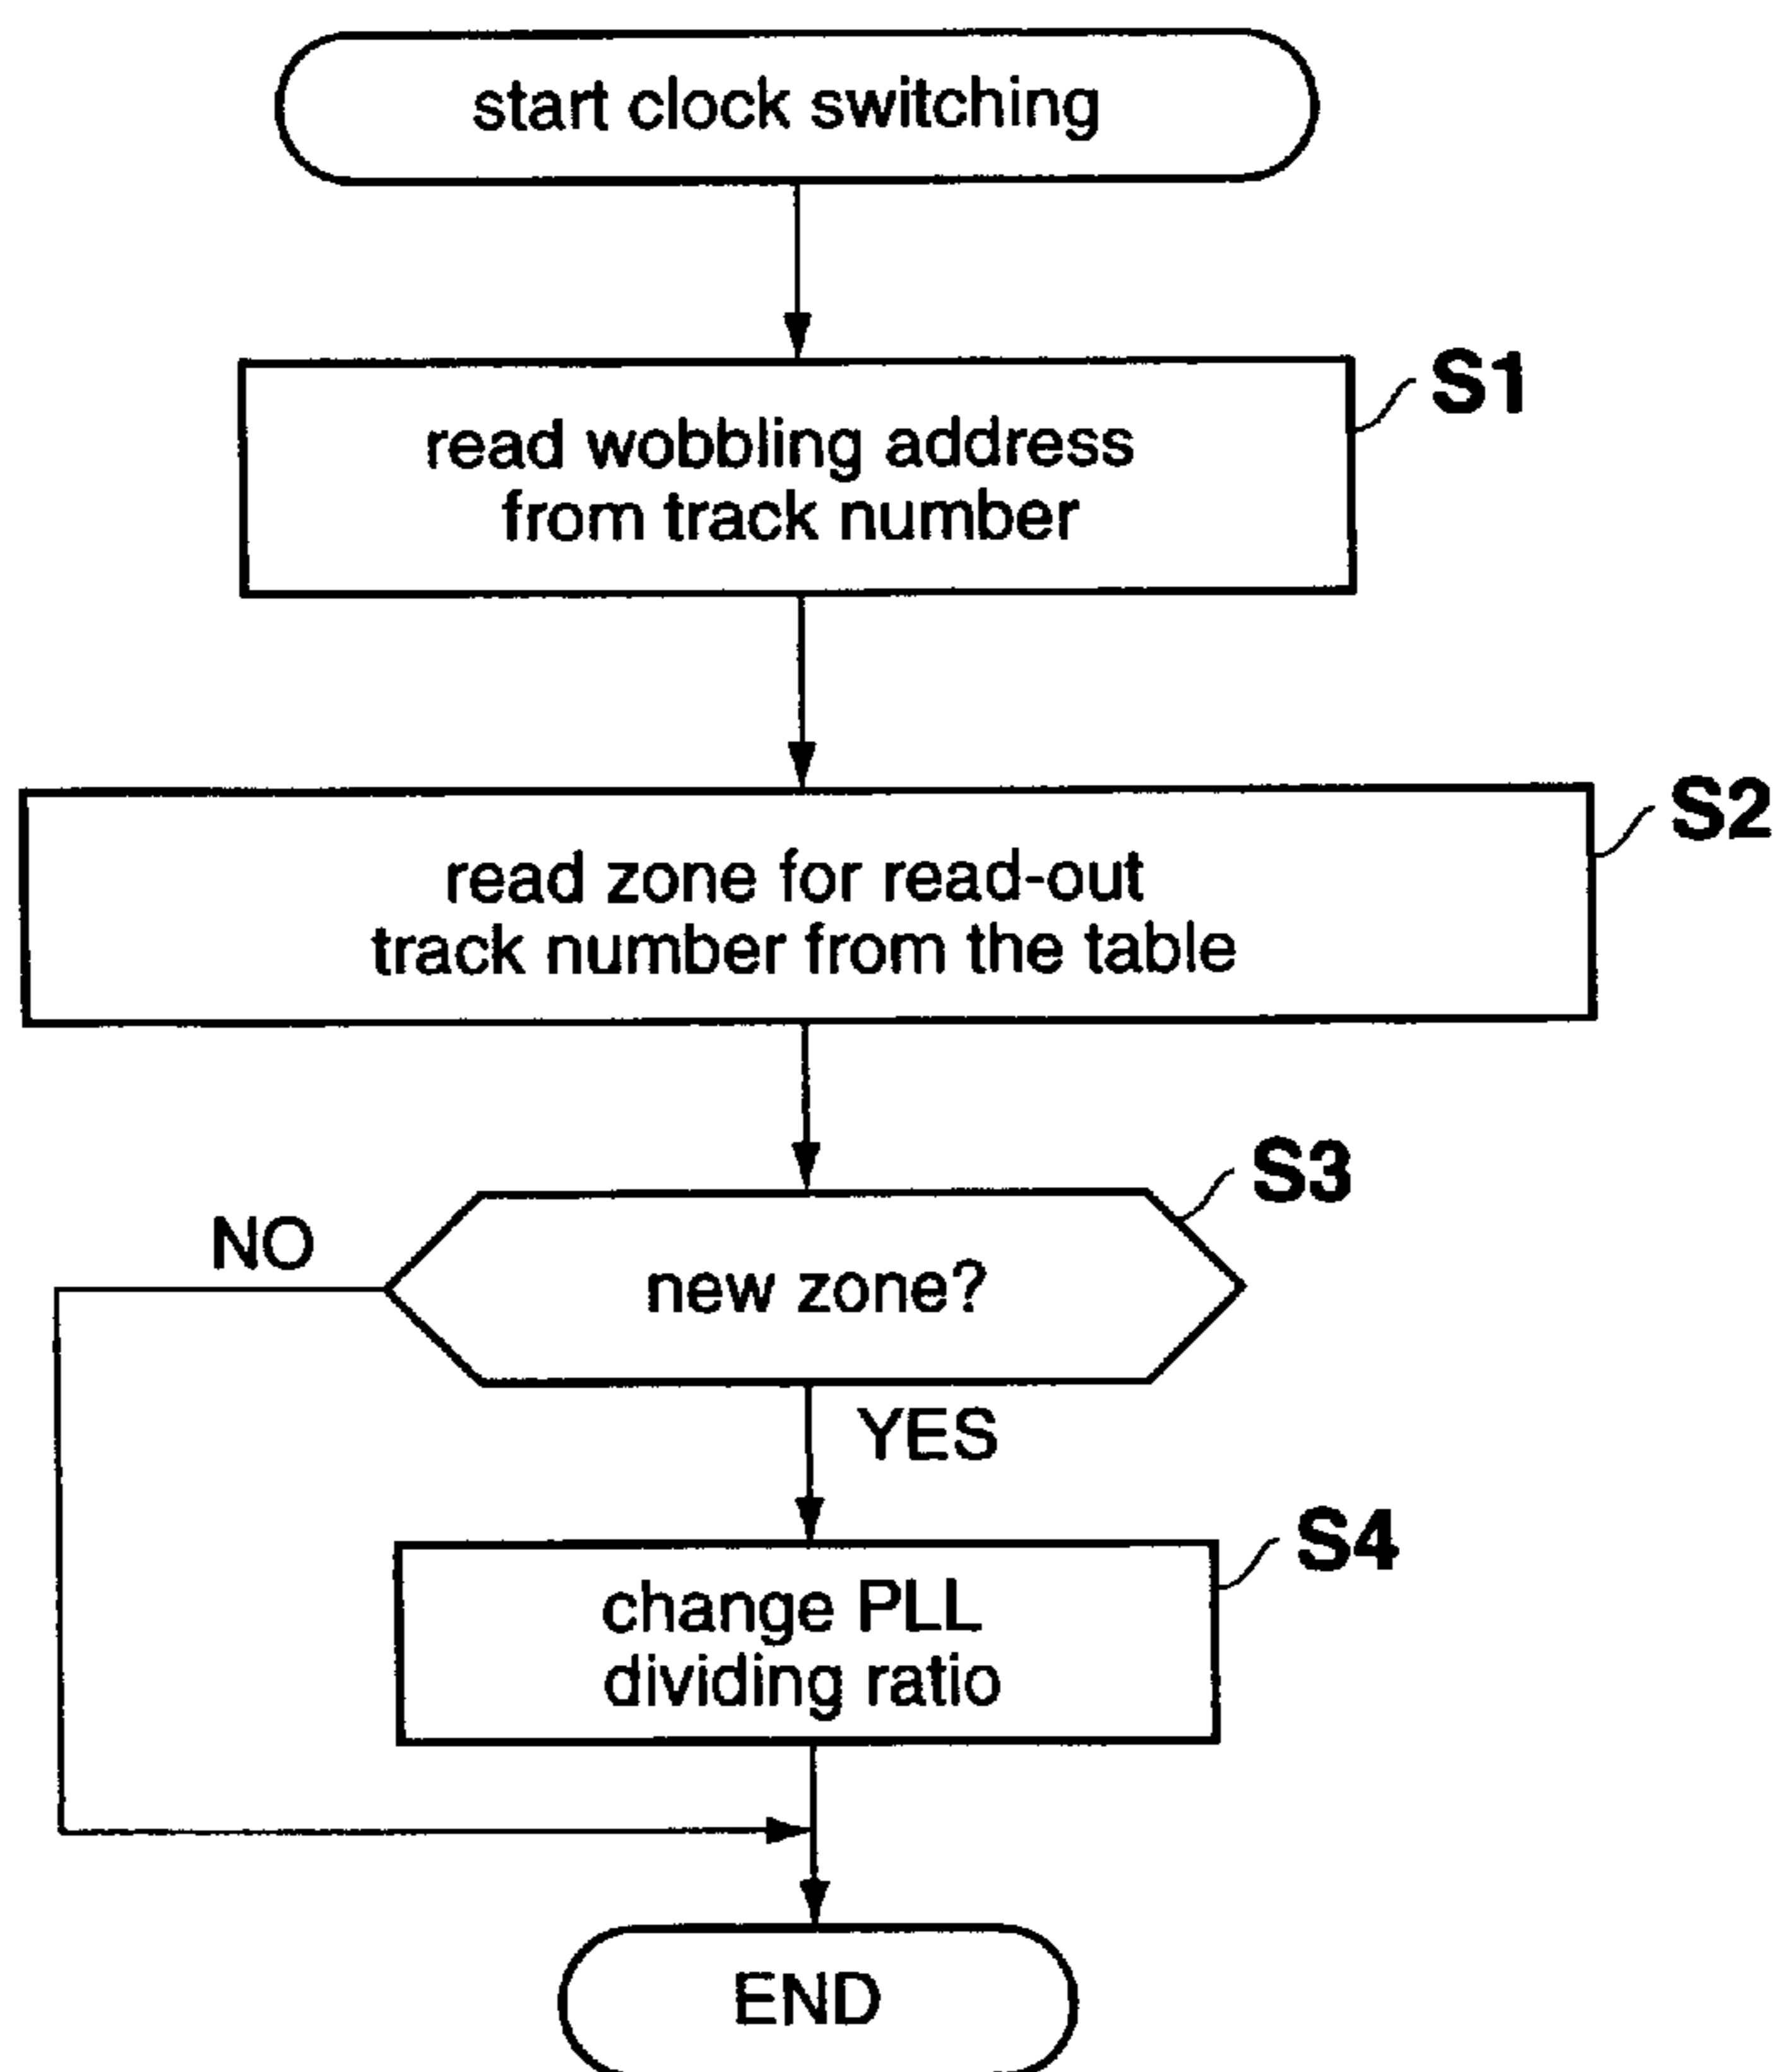 start clock switching
S1
read wobbling address
from track number
S2
read zone for read-out
track number from the table
S3
NO
new zone?
YES
S4
change PLL
dividing ratio
END